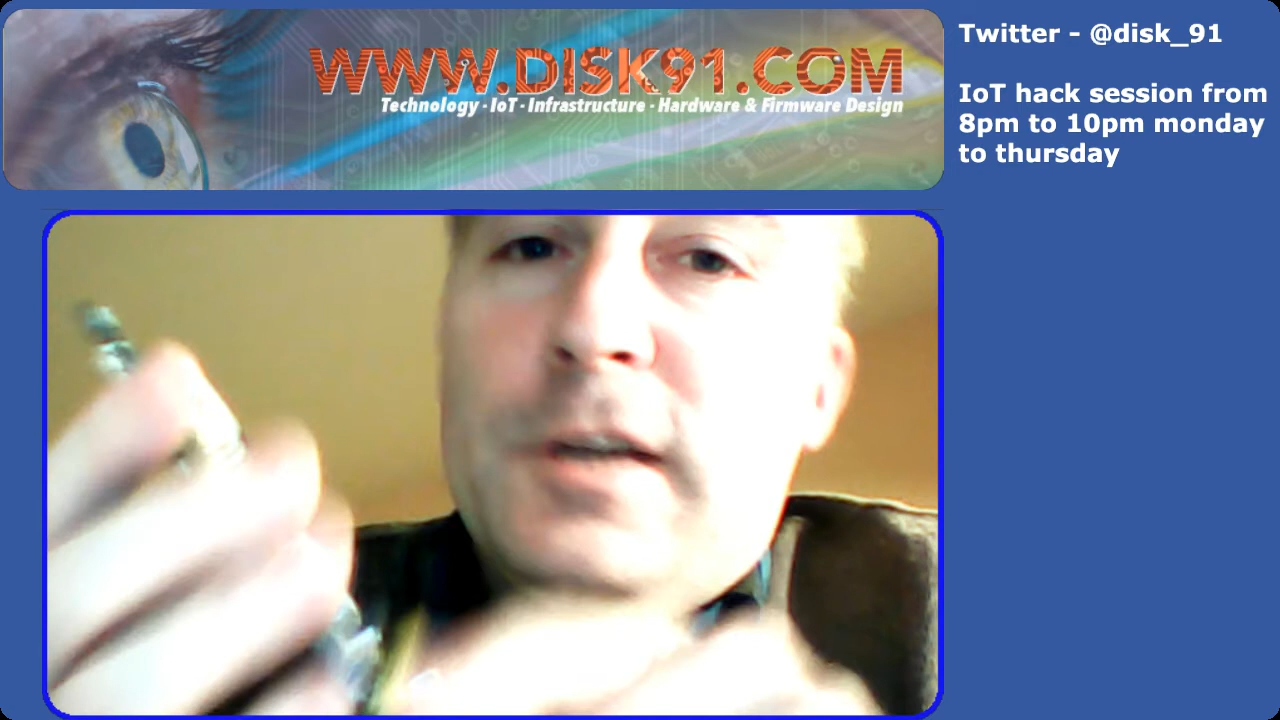 WWW.DISK91.COM
Technology - IoT - Infrastructure - Hardware & Firmware Design
Twitter - @disk_91
IoT hack session from
8pm to 10pm monday
to thursday